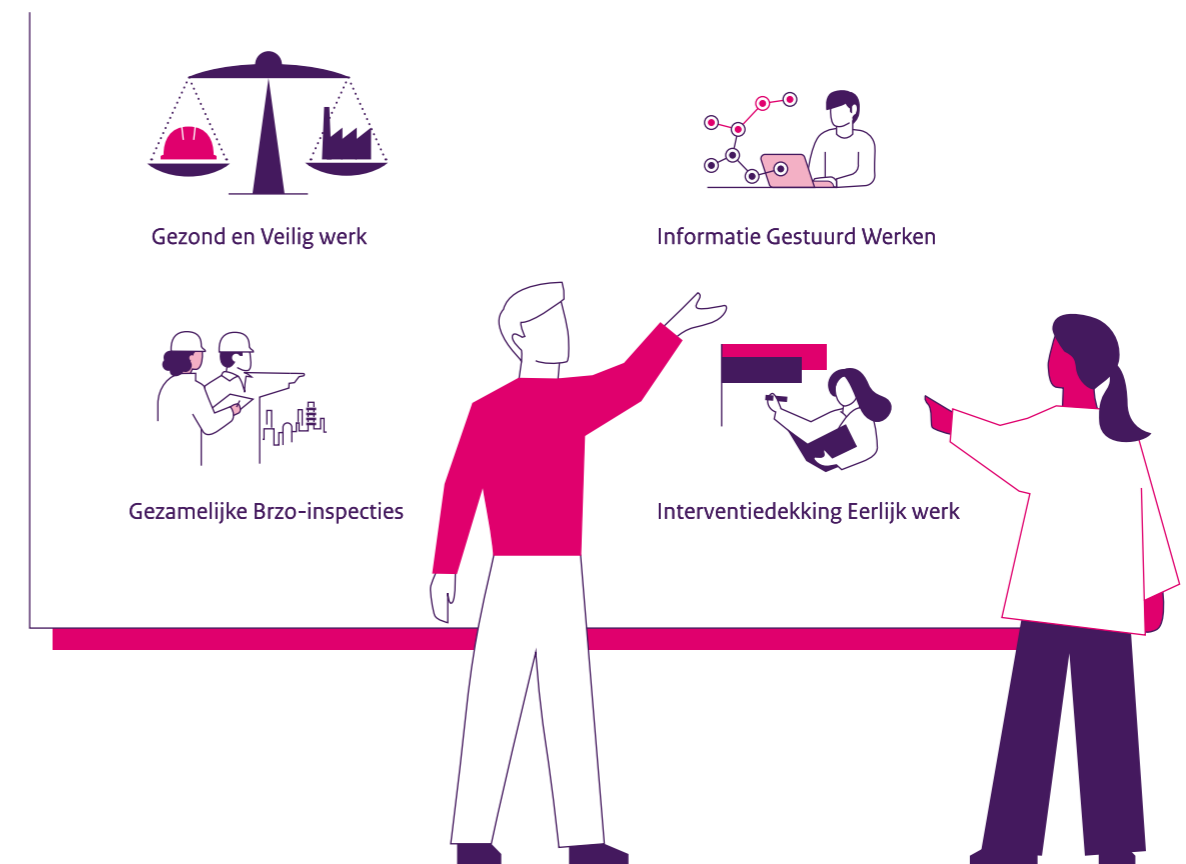 Gezond en Veilig werk
Informatie Gestuurd Werken
Gezamelijke Brzo-inspecties
Interventiedekking Eerlijk werk